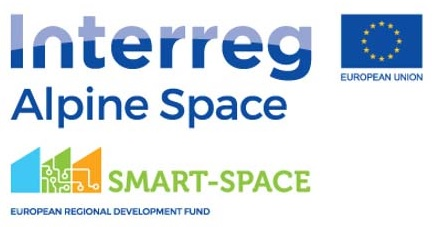 Interreg
EUROPEAN UNION
Alpine Space
SMART-SPACE
EUROPEAN REGIONAL DEVELOPMENT FUND